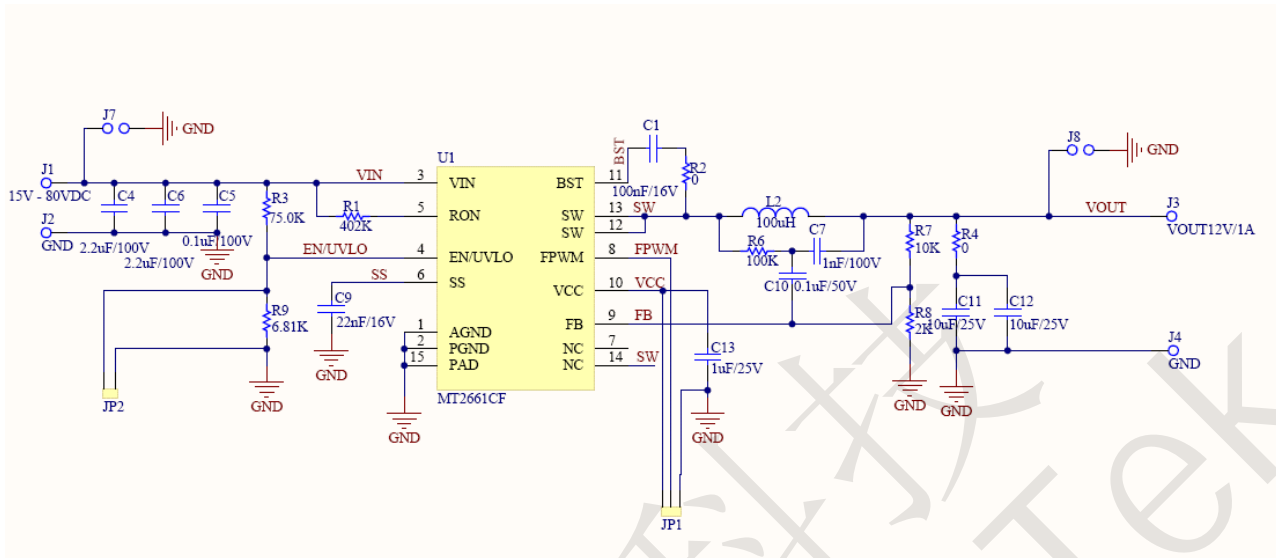 J7
GND
J1
15V - 80VDC
J2
GND
C4
2.2uF/100V
C6
2.2uF/100V
C5
0.1uF/100V
GND
R3
75.0K
R1
402K
VIN
EN/UVLO
SS
C9
22nF/16V
GND
R9
6.81K
GND
JP2
U1
3
VIN
5
RON
4
EN/UVLO
6
SS
1
AGND
2
PGND
15
PAD
GND
MT2661CF
BST
11
SW
13
SW
12
FPWM
8
VCC
10
FB
9
NC
7
NC
14
BST
C1
100nF/16V
R2
0
SW
FPWM
VCC
FB
SW
L2
100uH
R6
100K
C7
1nF/100V
C10
0.1uF/50V
C13
1uF/25V
GND
JP1
R7
10K
R8
2K
GND
R4
0
C11
10uF/25V
C12
10uF/25V
GND
J8
GND
VOUT
J3
VOUT12V/1A
J4
GND
科技
Tek